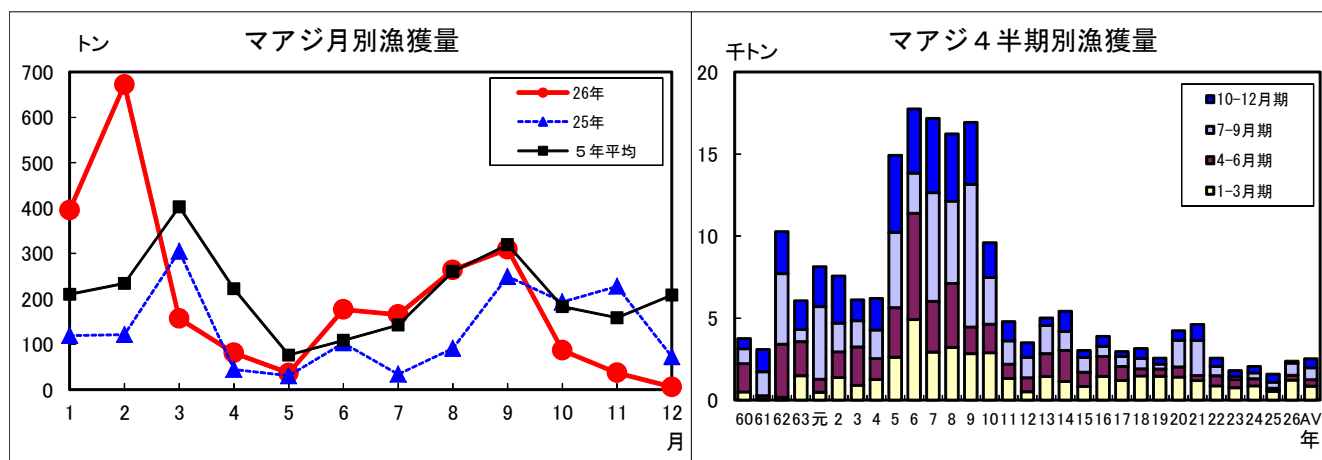 マアジ月別漁獲量
トン
700
600
500
400
300
200
100
0
26年
25年
５年平均
1 2 3 4 5 6 7 8 9 10 11 12
月
マアジ４半期別漁獲量
千トン
20
15
10
5
0
10-12月期
7-9月期
4-6月期
1-3月期
60 61 62 63 元 2 3 4 5 6 7 8 9 10 11 12 13 14 15 16 17 18 19 20 21 22 23 24 25 26 AV
年